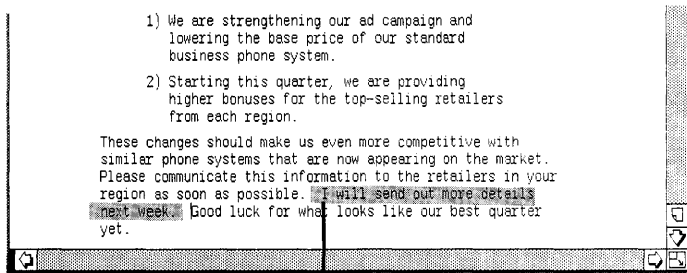 1) We are strengthening our ad campaign and
lowering the base price of our standard
business phone system.
2) Starting this quarter, we are providing
higher bonuses for the top-selling retailers
from each region.
These changes should make us even more competitive with
similar phone systems that are now appearing on the market.
Please communicate this information to the retailers in your
region as soon as possible. I will send out more details
next week. Good luck for what looks like our best quarter
yet.